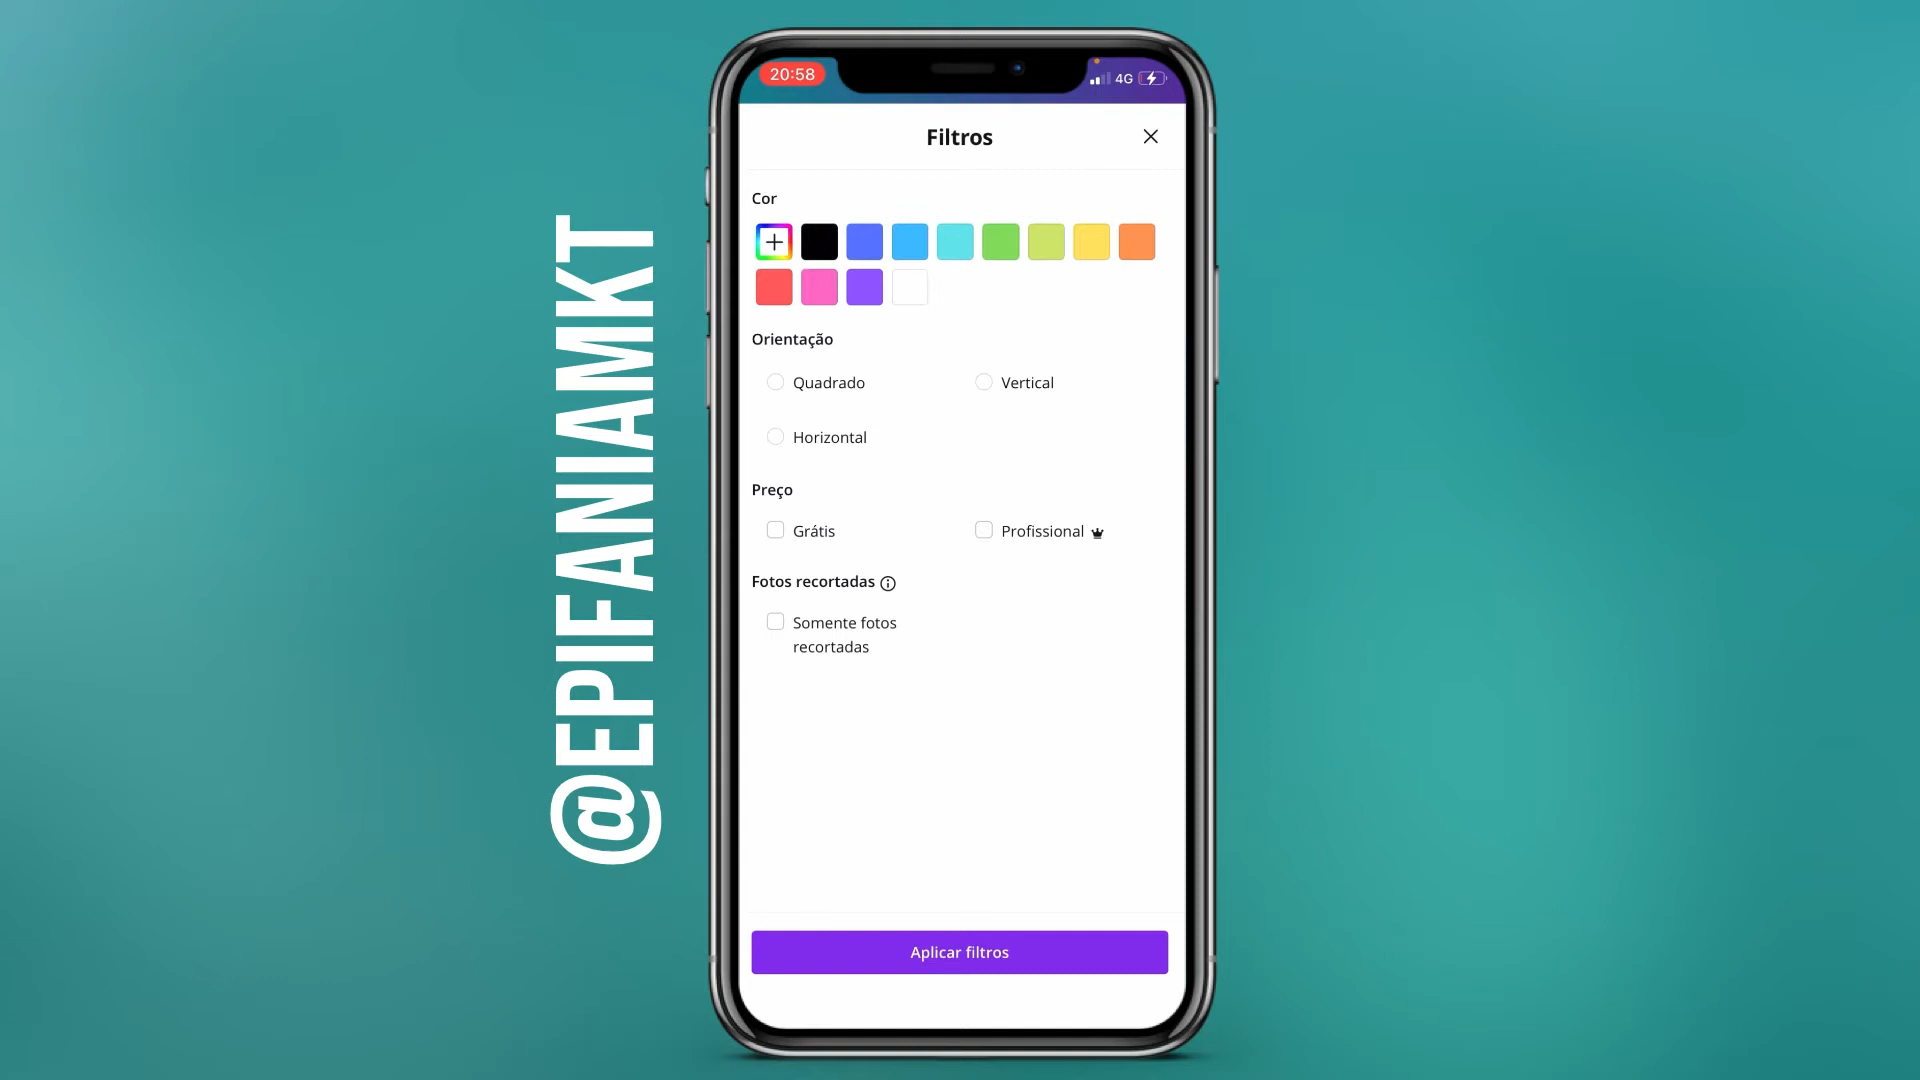 @EPIFANIAMKT
20:58
4G
Filtros
Cor
Orientação
Quadrado
Vertical
Horizontal
Preço
Grátis
Profissional
Fotos recortadas
Somente fotos
recortadas
Aplicar filtros